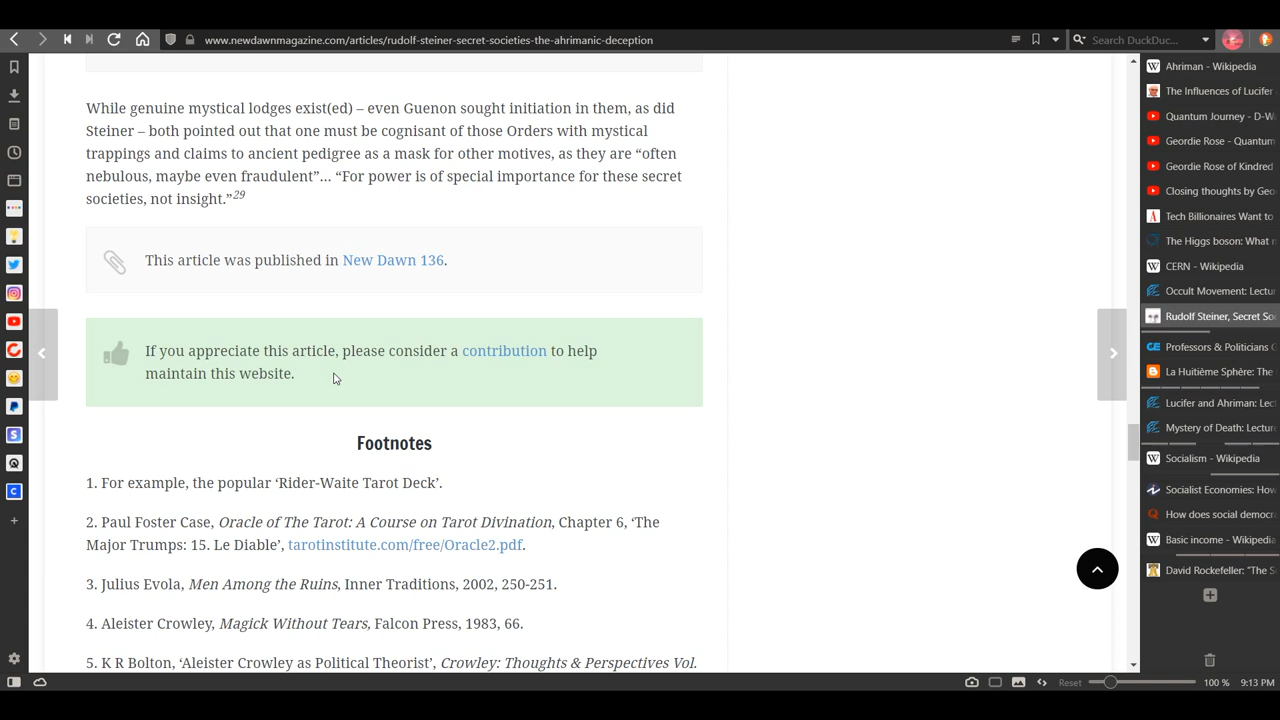 www.newdawnmagazine.com/articles/rudolf-steiner-secret-societies-the-ahrimanic-deception
Search DuckDuc...
While genuine mystical lodges exist(ed) – even Guenon sought initiation in them, as did
Steiner – both pointed out that one must be cognisant of those Orders with mystical
trappings and claims to ancient pedigree as a mask for other motives, as they are “often
nebulous, maybe even fraudulent”... “For power is of special importance for these secret
societies, not insight.”29
This article was published in New Dawn 136.
If you appreciate this article, please consider a contribution to help
maintain this website.
Footnotes
1. For example, the popular ‘Rider-Waite Tarot Deck’.
2. Paul Foster Case, Oracle of The Tarot: A Course on Tarot Divination, Chapter 6, ‘The
Major Trumps: 15. Le Diable’, tarotinstitute.com/free/Oracle2.pdf.
3. Julius Evola, Men Among the Ruins, Inner Traditions, 2002, 250-251.
4. Aleister Crowley, Magick Without Tears, Falcon Press, 1983, 66.
5. K R Bolton, ‘Aleister Crowley as Political Theorist’, Crowley: Thoughts & Perspectives Vol.
Ahriman - Wikipedia
The Influences of Lucifer
Quantum Journey - D-W
Geordie Rose - Quantum
Geordie Rose of Kindred
Closing thoughts by Geo
Tech Billionaires Want to
The Higgs boson: What n
CERN - Wikipedia
Occult Movement: Lectu
Rudolf Steiner, Secret So
Professors & Politicians G
La Huitième Sphère: The
Lucifer and Ahriman: Lec
Mystery of Death: Lecture
Socialism - Wikipedia
Socialist Economies: How
How does social democr
Basic income - Wikipedia
David Rockefeller: "The S
Reset
100 %
9:13 PM